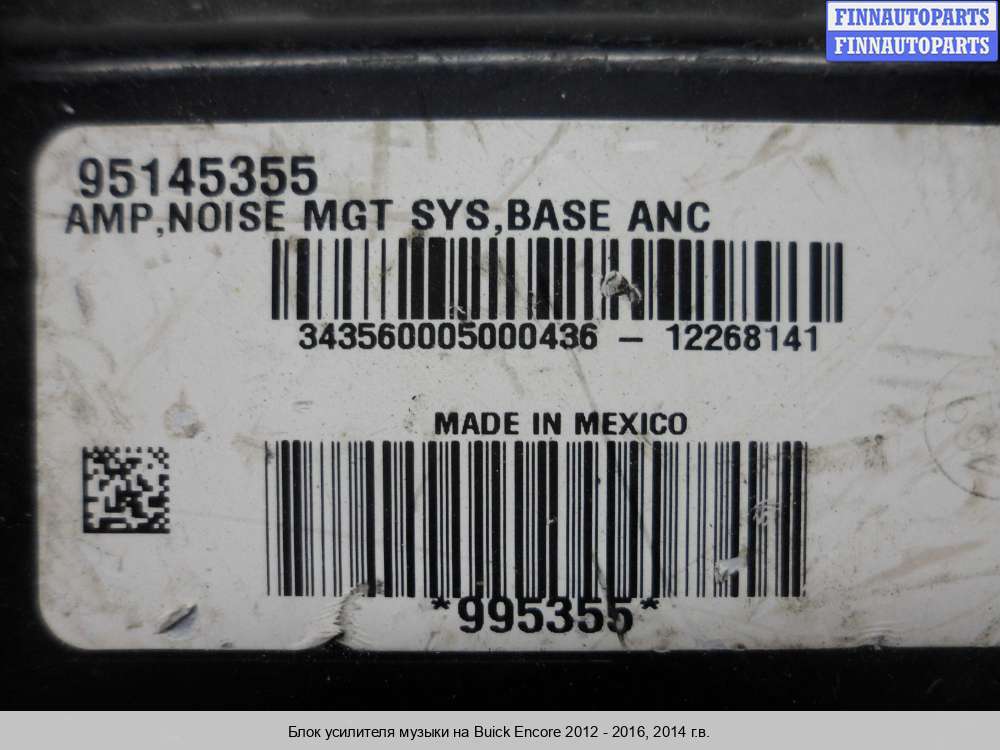 FINNAUTOPARTS
FINNAUTOPARTS
95145355
AMP,NOISE MGT SYS,BASE ANC
343560005000436 – 12268141
MADE IN MEXICO
*995355*
Блок усилителя музыки на Buick Encore 2012 - 2016, 2014 г.в.